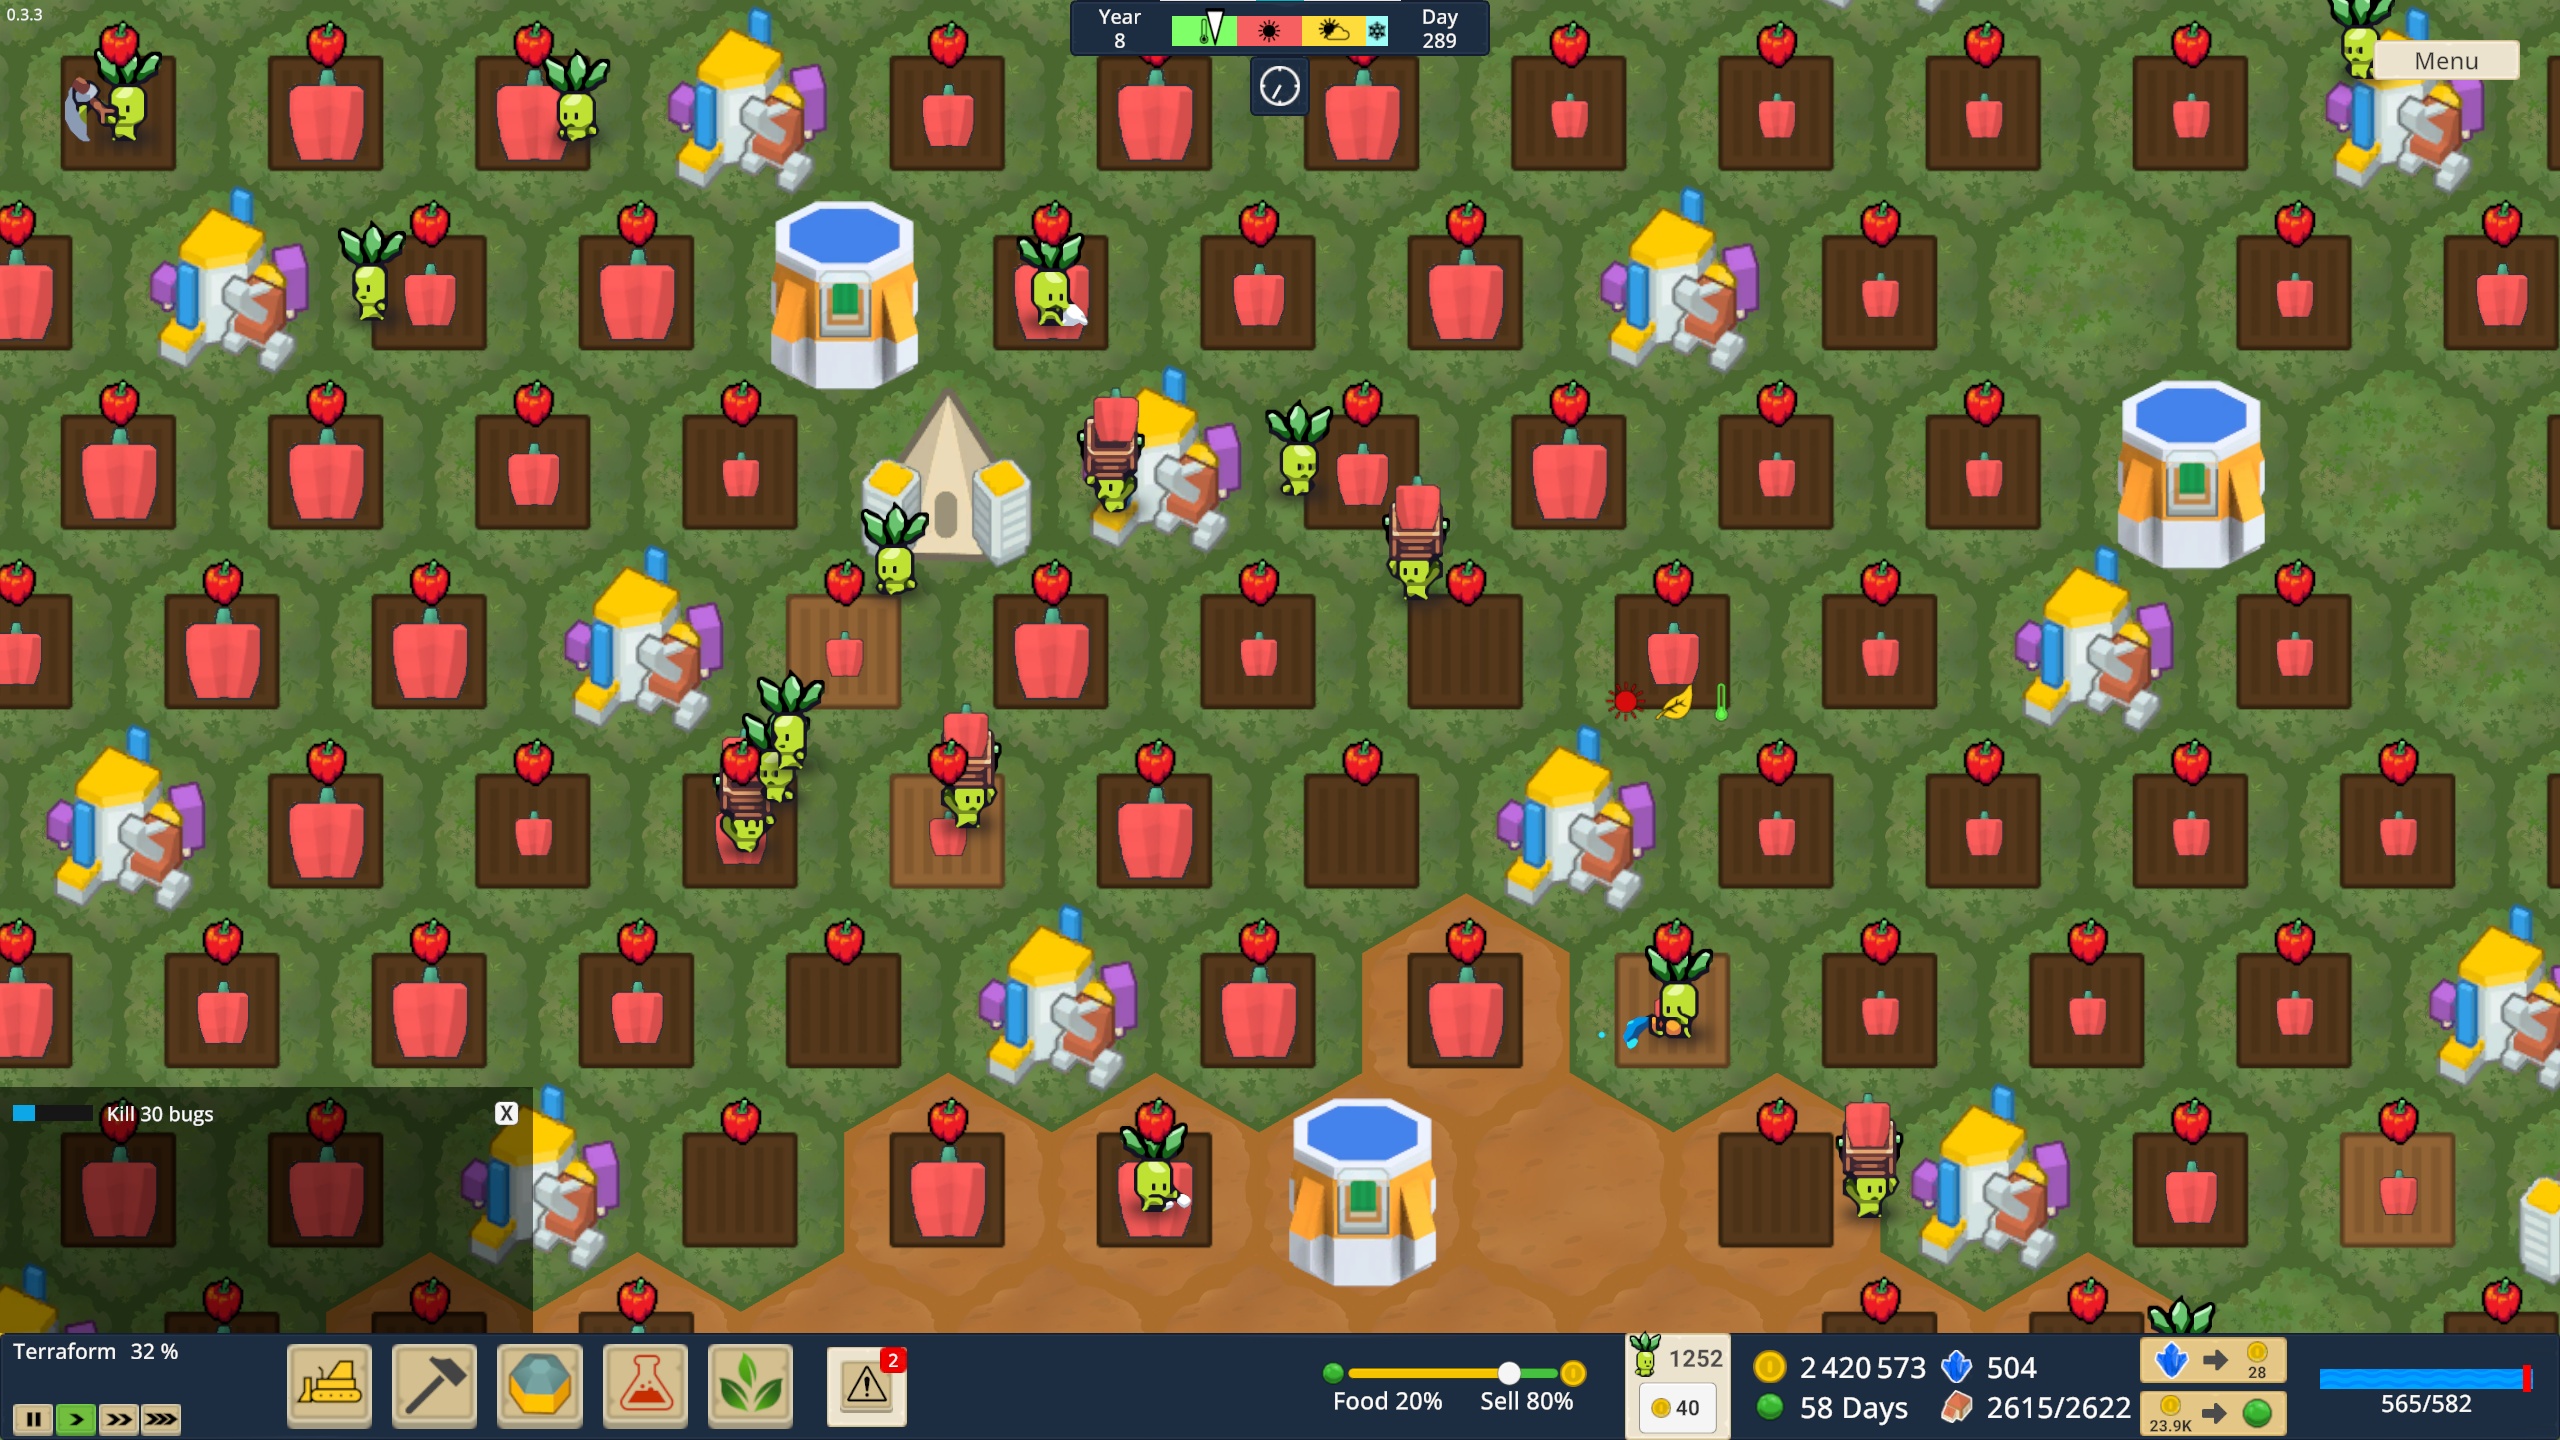 0.3.3
Year
8
Day
289
Menu
Kill 30 bugs
X
Terraform 32 %
2
Food 20%
Sell 80%
1252
40
2 420 573
504
58 Days
2615/2622
28
23.9K
565/582